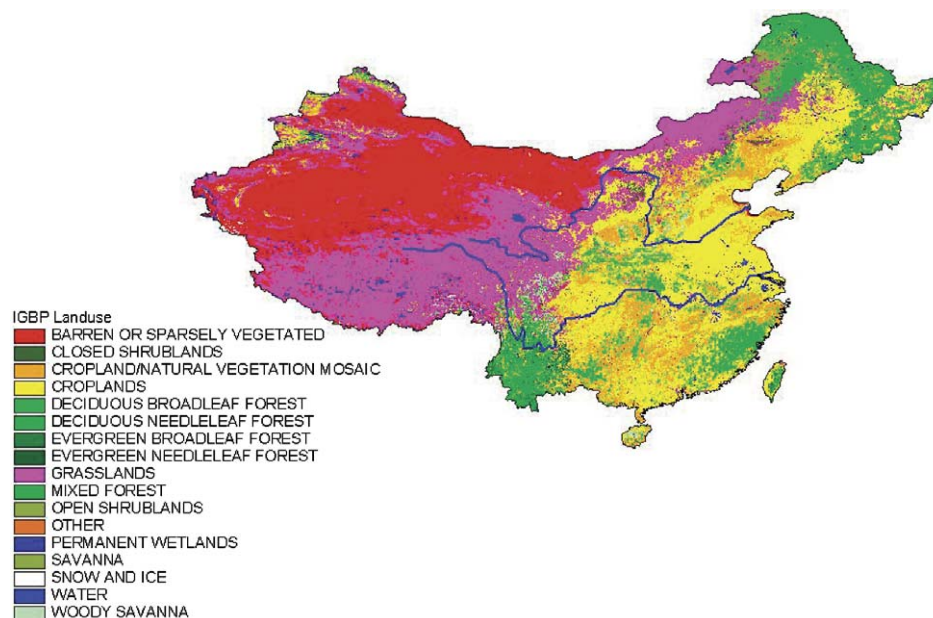 IGBP Landuse
BARREN OR SPARSELY VEGETATED
CLOSED SHRUBLANDS
CROPLAND/NATURAL VEGETATION MOSAIC
CROPLANDS
DECIDUOUS BROADLEAF FOREST
DECIDUOUS NEEDLELEAF FOREST
EVERGREEN BROADLEAF FOREST
EVERGREEN NEEDLELEAF FOREST
GRASSLANDS
MIXED FOREST
OPEN SHRUBLANDS
OTHER
PERMANENT WETLANDS
SAVANNA
SNOW AND ICE
WATER
WOODY SAVANNA